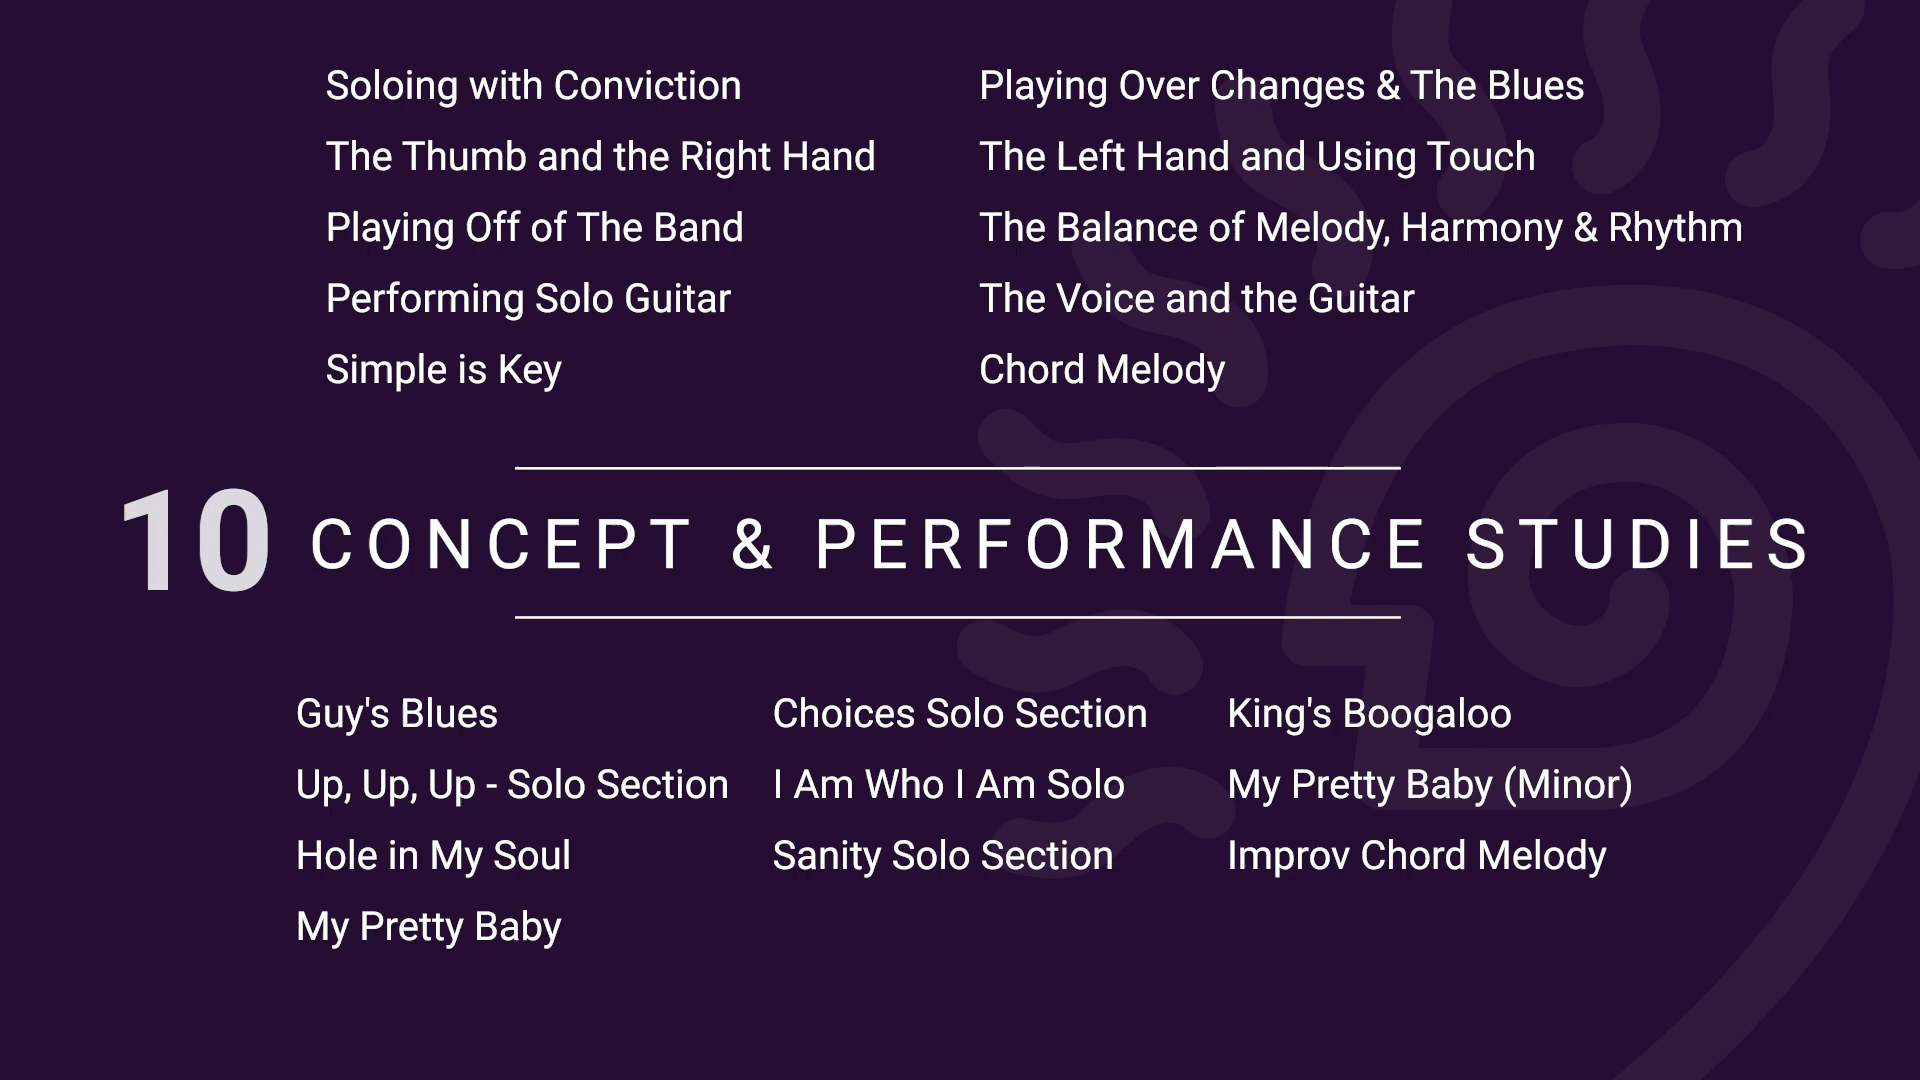 Soloing with Conviction
The Thumb and the Right Hand
Playing Off of The Band
Performing Solo Guitar
Simple is Key
Playing Over Changes & The Blues
The Left Hand and Using Touch
The Balance of Melody, Harmony & Rhythm
The Voice and the Guitar
Chord Melody
10 CONCEPT & PERFORMANCE STUDIES
Guy's Blues
Up, Up, Up - Solo Section
Hole in My Soul
My Pretty Baby
Choices Solo Section
I Am Who I Am Solo
Sanity Solo Section
King's Boogaloo
My Pretty Baby (Minor)
Improv Chord Melody